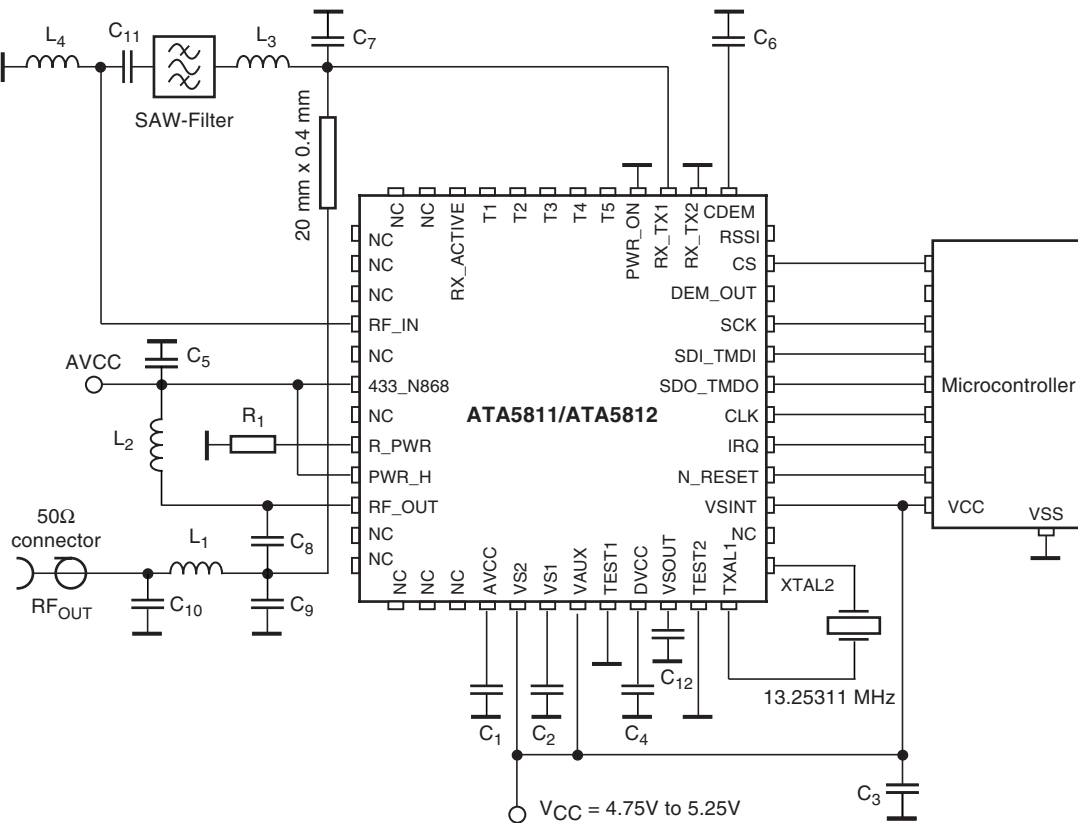 L4
C11
L3
C7
C6
SAW-Filter
20 mm x 0.4 mm
NC
NC
RX_ACTIVE
T1
T2
T3
T4
T5
PWR_ON
RX_TX1
RX_TX2
CDEM
NC
NC
NC
RF_IN
NC
433_N868
NC
R_PWR
PWR_H
RF_OUT
NC
NC
RSSI
CS
DEM_OUT
SCK
SDI_TMDI
SDO_TMDO
CLK
IRQ
N_RESET
VSINT
NC
XTAL2
ATA5811/ATA5812
Microcontroller
VCC
VSS
AVCC
C5
L2
R1
50Ω
connector
L1
C8
RFOUT
C10
C9
NC
NC
NC
AVCC
VS2
VS1
VAUX
TEST1
DVCC
VSOUT
TEST2
TXAL1
C1
C2
C4
C12
13.25311 MHz
C3
VCC = 4.75V to 5.25V